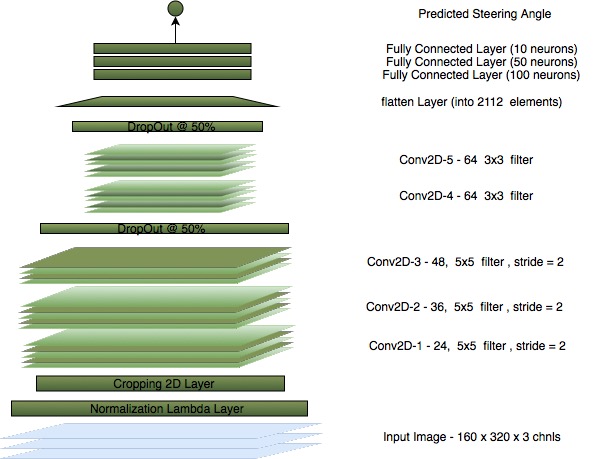 Predicted Steering Angle
Fully Connected Layer (10 neurons)
Fully Connected Layer (50 neurons)
Fully Connected Layer (100 neurons)
flatten Layer (into 2112 elements)
DropOut @ 50%
Conv2D-5 - 64 3x3 filter
Conv2D-4 - 64 3x3 filter
DropOut @ 50%
Conv2D-3 - 48, 5x5 filter , stride = 2
Conv2D-2 - 36, 5x5 filter , stride = 2
Conv2D-1 - 24, 5x5 filter , stride = 2
Cropping 2D Layer
Normalization Lambda Layer
Input Image - 160 x 320 x 3 chnls